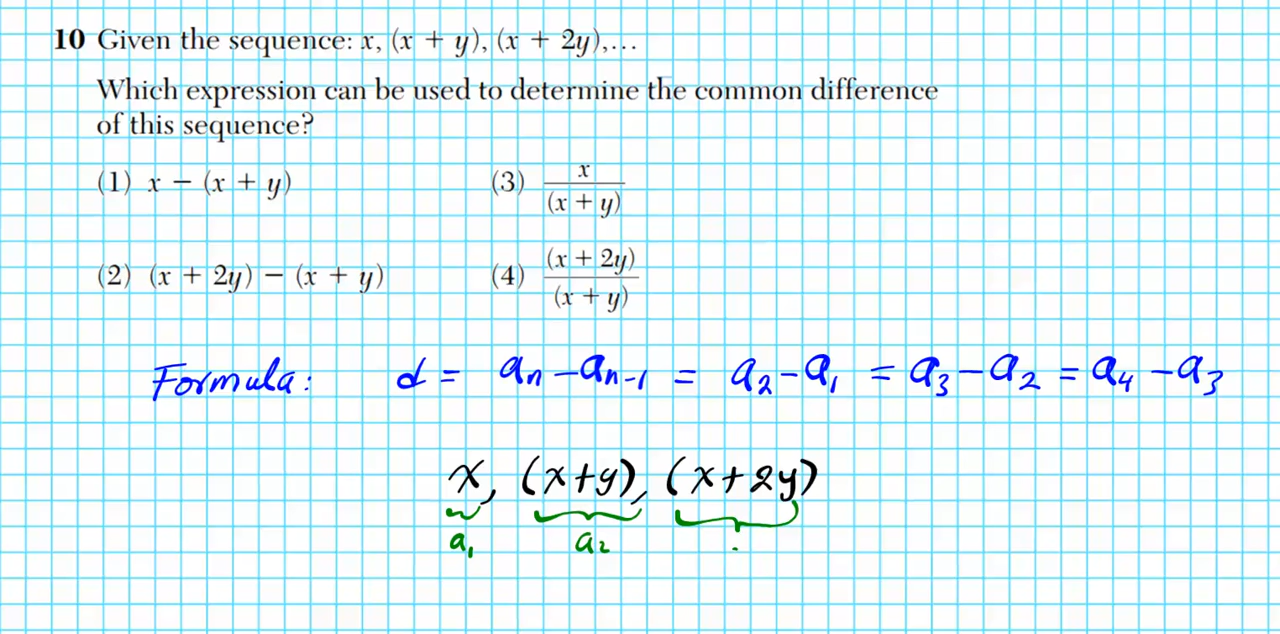 10 Given the sequence: x, (x + y), (x + 2y),...
Which expression can be used to determine the common difference
of this sequence?
(1) x − (x + y)
(3) x/(x + y)
(2) (x + 2y) − (x + y)
(4) (x + 2y)/(x + y)
Formula: d = aₙ − aₙ₋₁ = a₂ − a₁ = a₃ − a₂ = a₄ − a₃
x, (x+y), (x+2y)
a₁ a₂